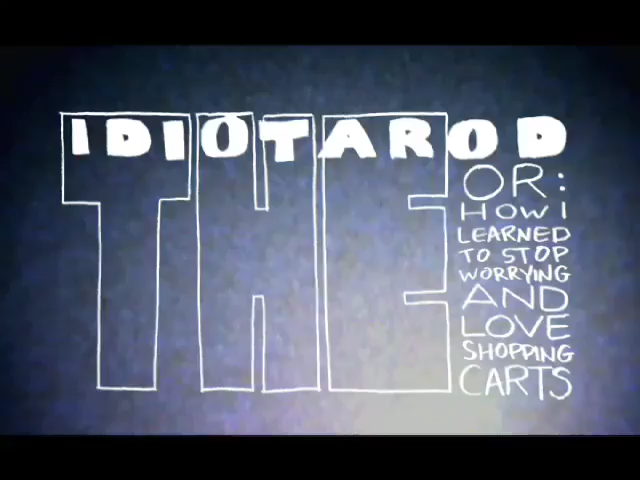 THE
IDIOTAROD
OR:
HOW I
LEARNED
TO STOP
WORRYING
AND
LOVE
SHOPPING
CARTS